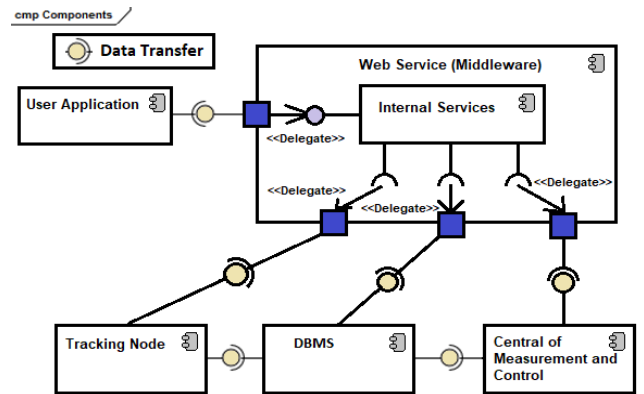 cmp Components
Data Transfer
Web Service (Middleware)
User Application
Internal Services
<<Delegate>>
<<Delegate>>
<<Delegate>>
<<Delegate>>
Tracking Node
DBMS
Central of
Measurement and
Control